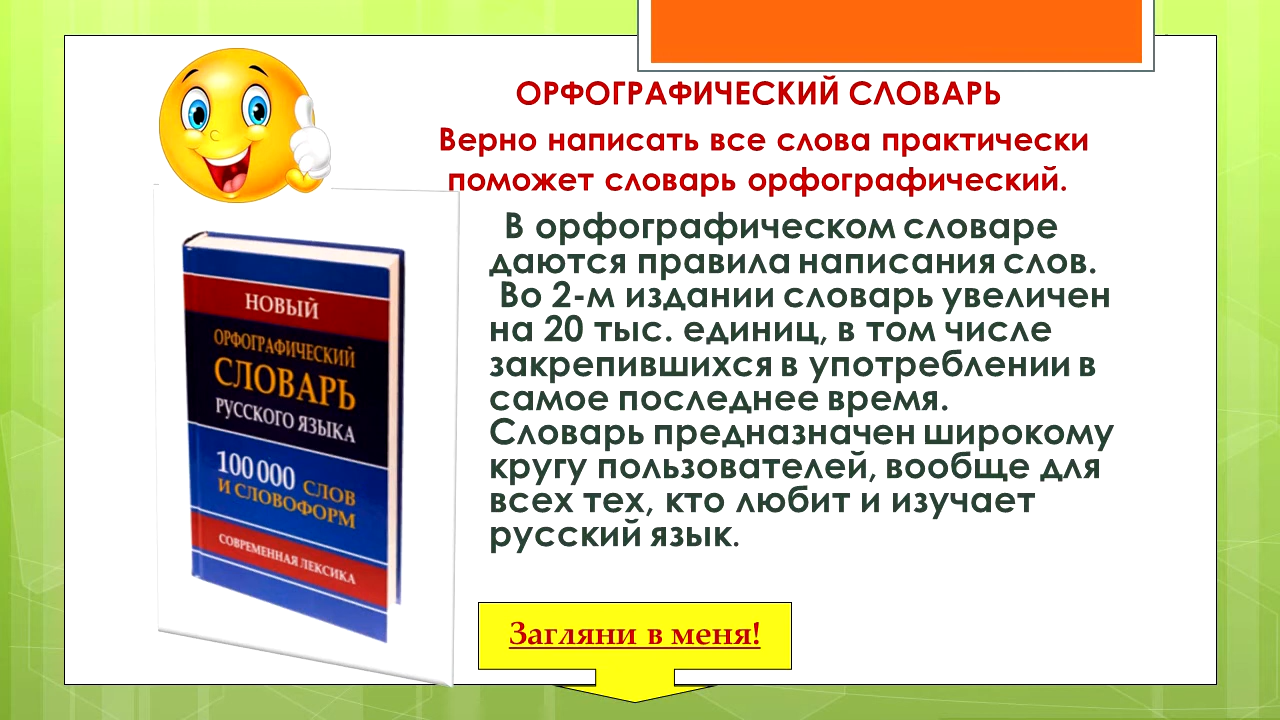 ОРФОГРАФИЧЕСКИЙ СЛОВАРЬ
Верно написать все слова практически
поможет словарь орфографический.
В орфографическом словаре
даются правила написания слов.
Во 2-м издании словарь увеличен
на 20 тыс. единиц, в том числе
закрепившихся в употреблении в
самое последнее время.
Словарь предназначен широкому
кругу пользователей, вообще для
всех тех, кто любит и изучает
русский язык.
НОВЫЙ
ОРФОГРАФИЧЕСКИЙ
СЛОВАРЬ
РУССКОГО ЯЗЫКА
100 000 СЛОВ
И СЛОВОФОРМ
СОВРЕМЕННАЯ ЛЕКСИКА
Загляни в меня!